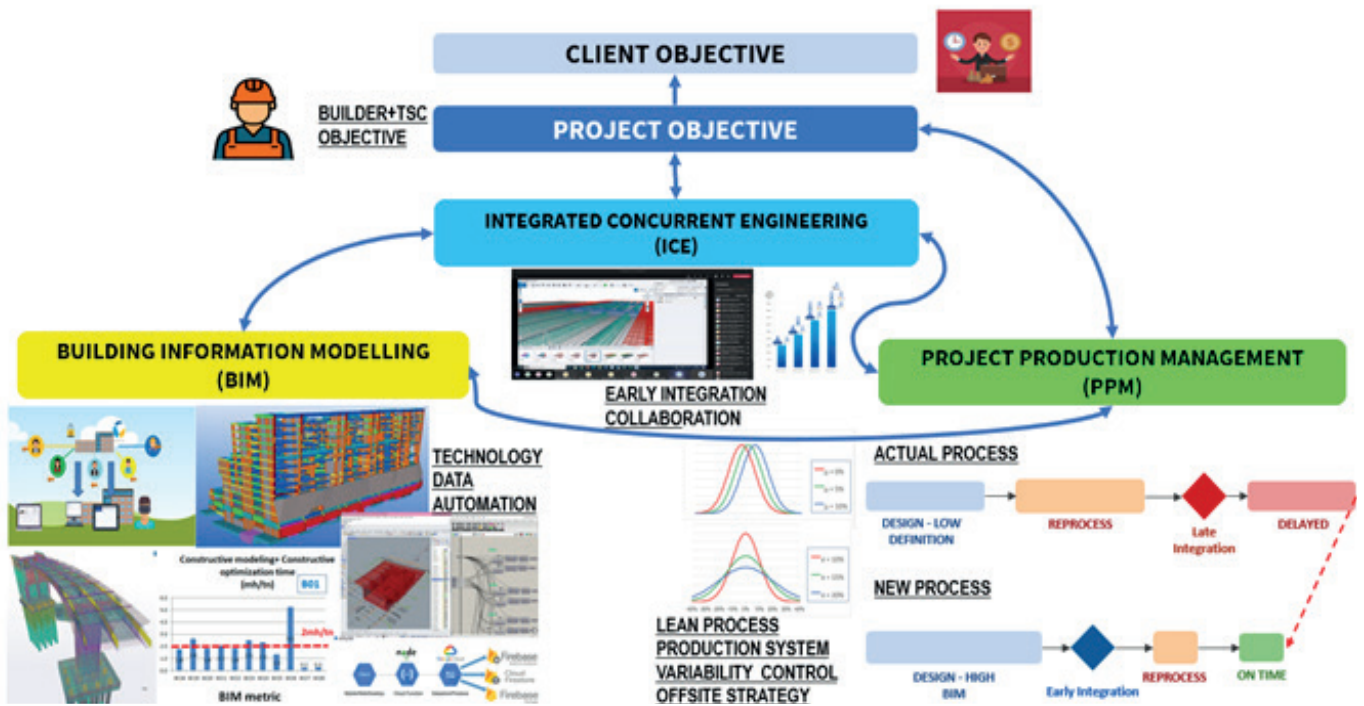 CLIENT OBJECTIVE
BUILDER+TSC
OBJECTIVE
PROJECT OBJECTIVE
INTEGRATED CONCURRENT ENGINEERING
(ICE)
BUILDING INFORMATION MODELLING
(BIM)
PROJECT PRODUCTION MANAGEMENT
(PPM)
EARLY INTEGRATION
COLLABORATION
TECHNOLOGY
DATA
AUTOMATION
Constructive modeling+ Constructive
optimization time
(mh/tn)
B01
2mh/tn
BIM metric
node
Firebase
Cloud
Firestore
Firebase
LEAN PROCESS
PRODUCTION SYSTEM
VARIABILITY CONTROL
OFFSITE STRATEGY
ACTUAL PROCESS
DESIGN - LOW
DEFINITION
REPROCESS
Late
Integration
DELAYED
NEW PROCESS
DESIGN - HIGH
BIM
Early Integration
REPROCESS
ON TIME